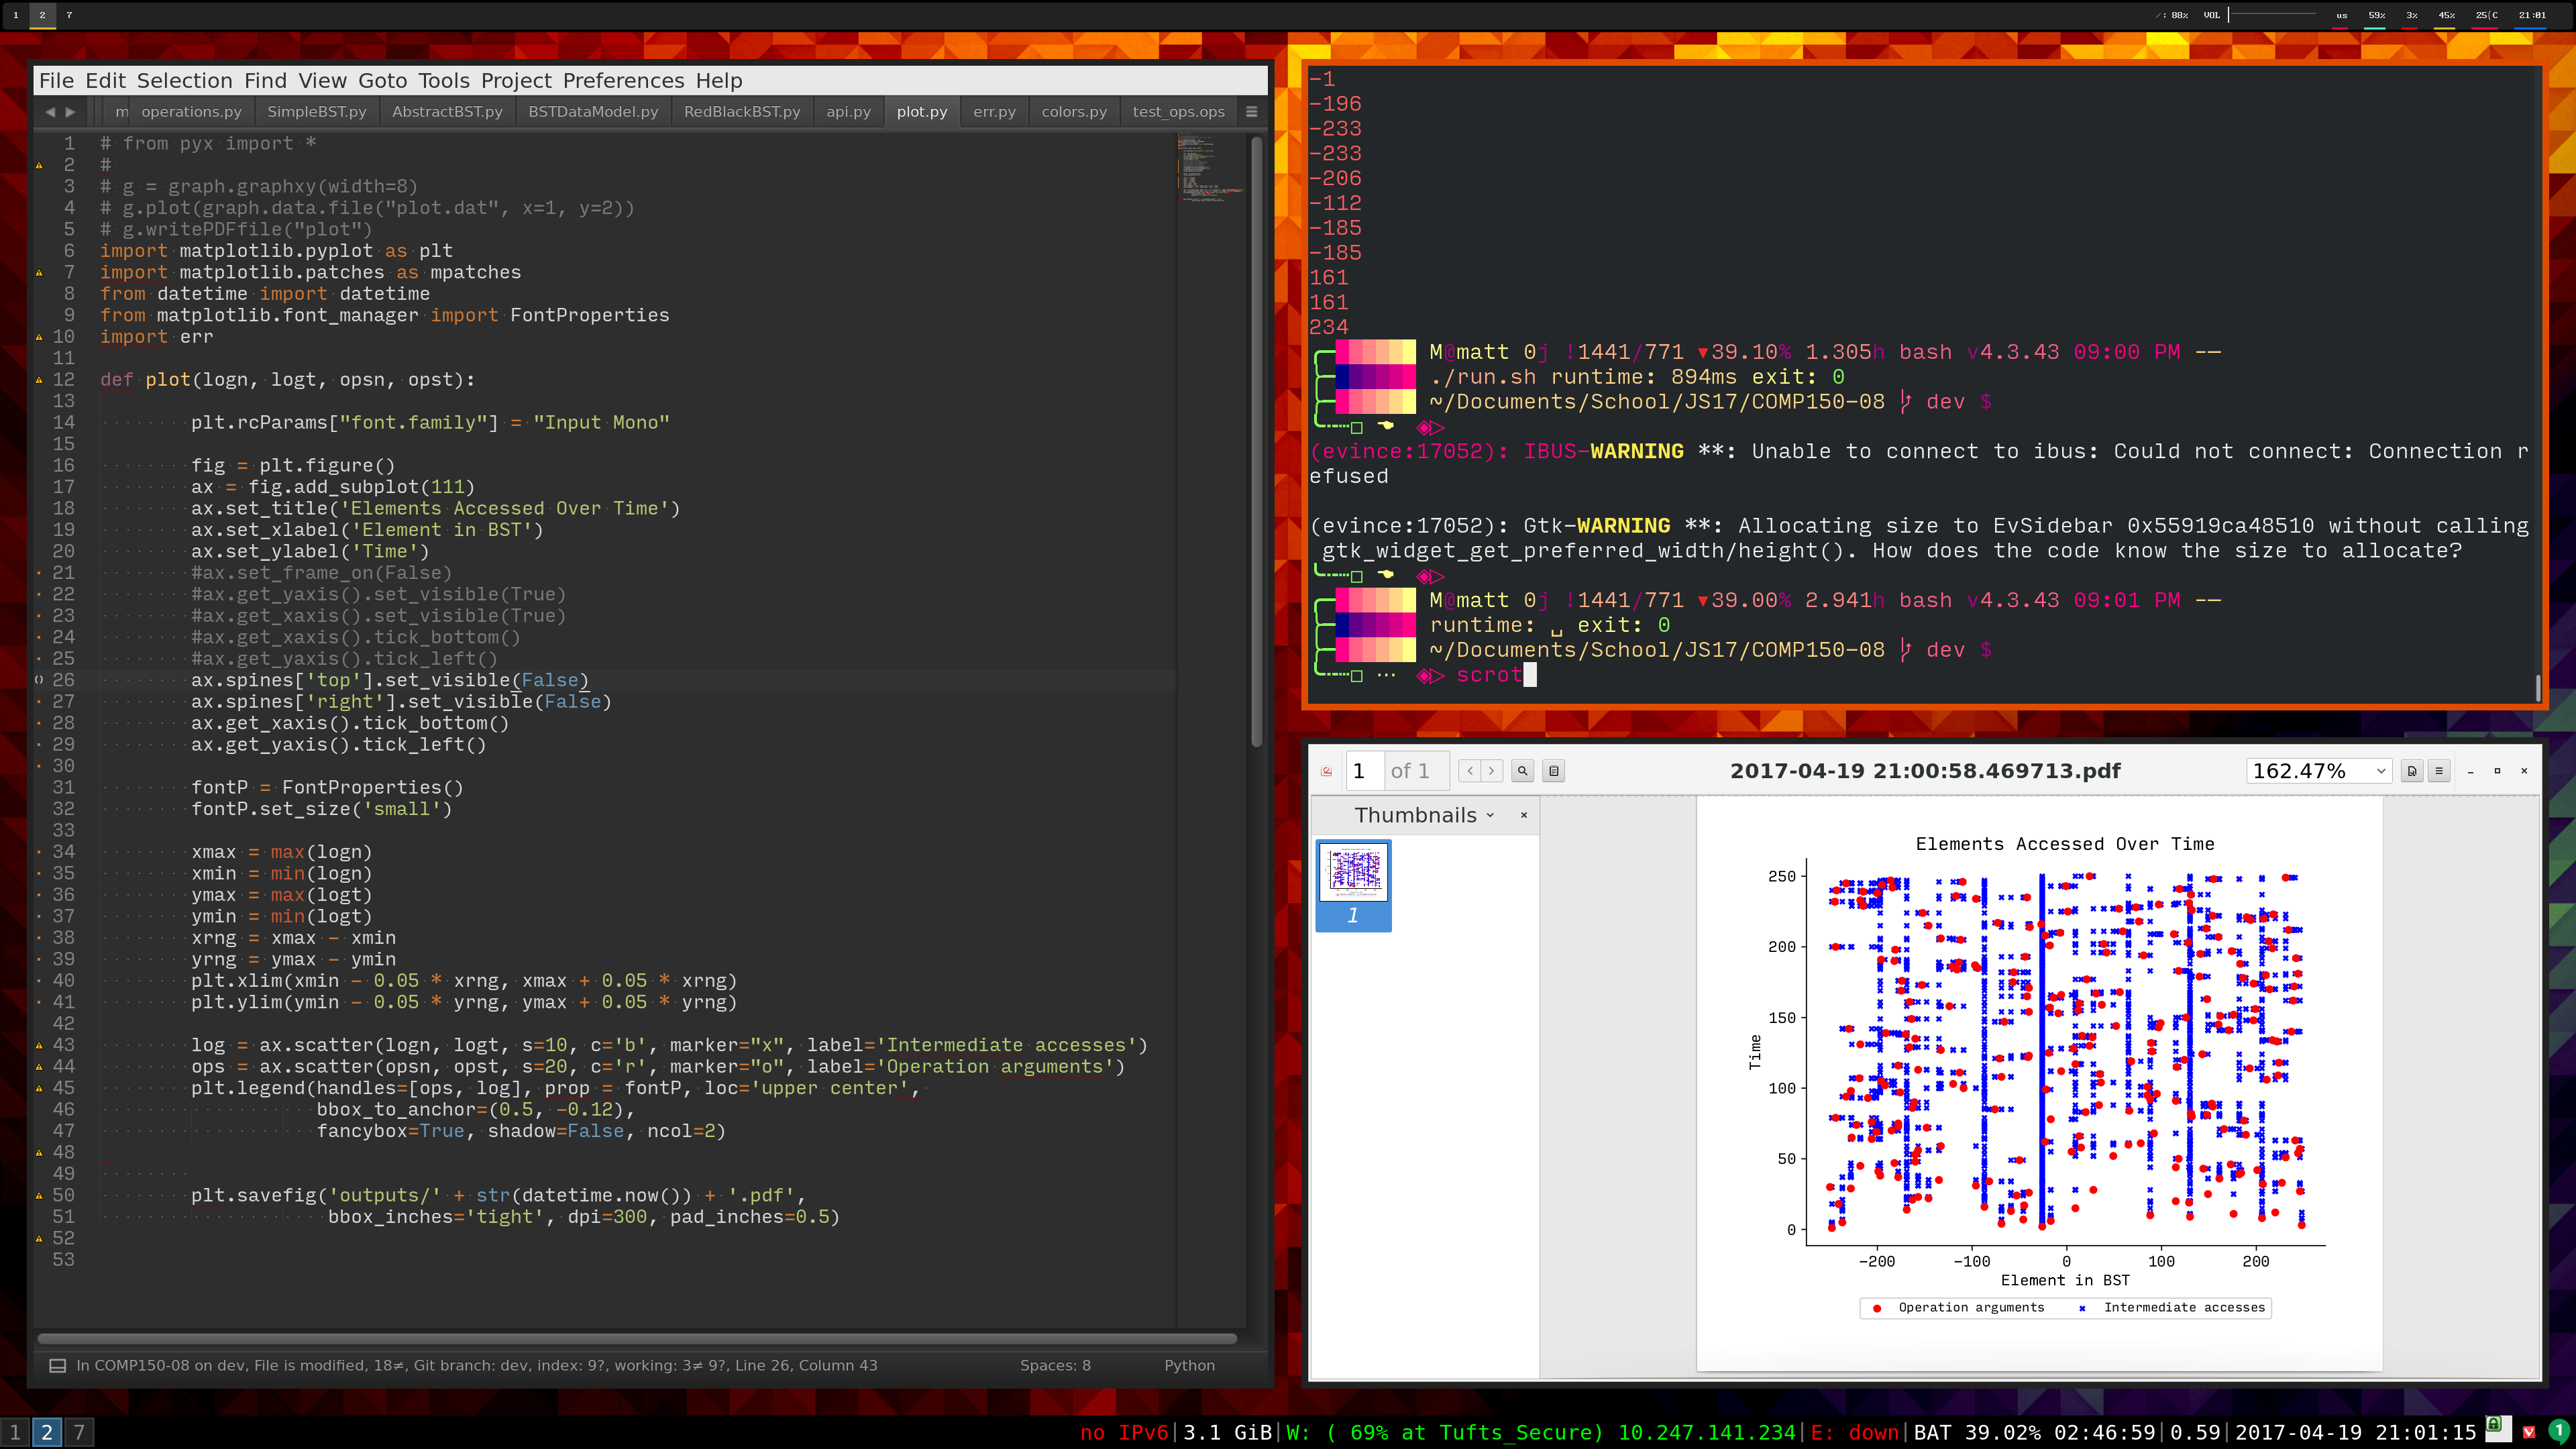 1 2 7
: 88% VOL us 59% 3% 45% 25(C 21:01
File Edit Selection Find View Goto Tools Project Preferences Help
m operations.py SimpleBST.py AbstractBST.py BSTDataModel.py RedBlackBST.py api.py plot.py err.py colors.py test_ops.ops
1 # from pyx import *
2 #
3 # g = graph.graphxy(width=8)
4 # g.plot(graph.data.file("plot.dat", x=1, y=2))
5 # g.writePDFfile("plot")
6 import matplotlib.pyplot as plt
7 import matplotlib.patches as mpatches
8 from datetime import datetime
9 from matplotlib.font_manager import FontProperties
10 import err
11
12 def plot(logn, logt, opsn, opst):
13
14 plt.rcParams["font.family"] = "Input Mono"
15
16 fig = plt.figure()
17 ax = fig.add_subplot(111)
18 ax.set_title('Elements Accessed Over Time')
19 ax.set_xlabel('Element in BST')
20 ax.set_ylabel('Time')
21 #ax.set_frame_on(False)
22 #ax.get_yaxis().set_visible(True)
23 #ax.get_xaxis().set_visible(True)
24 #ax.get_xaxis().tick_bottom()
25 #ax.get_yaxis().tick_left()
26 ax.spines['top'].set_visible(False)
27 ax.spines['right'].set_visible(False)
28 ax.get_xaxis().tick_bottom()
29 ax.get_yaxis().tick_left()
30
31 fontP = FontProperties()
32 fontP.set_size('small')
33
34 xmax = max(logn)
35 xmin = min(logn)
36 ymax = max(logt)
37 ymin = min(logt)
38 xrng = xmax - xmin
39 yrng = ymax - ymin
40 plt.xlim(xmin - 0.05 * xrng, xmax + 0.05 * xrng)
41 plt.ylim(ymin - 0.05 * yrng, ymax + 0.05 * yrng)
42
43 log = ax.scatter(logn, logt, s=10, c='b', marker="x", label='Intermediate accesses')
44 ops = ax.scatter(opsn, opst, s=20, c='r', marker="o", label='Operation arguments')
45 plt.legend(handles=[ops, log], prop = fontP, loc='upper center',
46 bbox_to_anchor=(0.5, -0.12),
47 fancybox=True, shadow=False, ncol=2)
48
49
50 plt.savefig('outputs/' + str(datetime.now()) + '.pdf',
51 bbox_inches='tight', dpi=300, pad_inches=0.5)
52
53
In COMP150-08 on dev, File is modified, 18≠, Git branch: dev, index: 9?, working: 3≠ 9?, Line 26, Column 43 Spaces: 8 Python
-1
-196
-233
-233
-206
-112
-185
-185
161
161
234
M@matt 0j !1441/771 ▼39.10% 1.305h bash v4.3.43 09:00 PM --
./run.sh runtime: 894ms exit: 0
~/Documents/School/JS17/COMP150-08 dev $
(evince:17052): IBUS-WARNING **: Unable to connect to ibus: Could not connect: Connection r
efused
(evince:17052): Gtk-WARNING **: Allocating size to EvSidebar 0x55919ca48510 without calling
gtk_widget_get_preferred_width/height(). How does the code know the size to allocate?
M@matt 0j !1441/771 ▼39.00% 2.941h bash v4.3.43 09:01 PM --
runtime: ␣ exit: 0
~/Documents/School/JS17/COMP150-08 dev $
scrot
1 of 1 2017-04-19 21:00:58.469713.pdf 162.47%
Thumbnails
1
Elements Accessed Over Time
250
200
150
100
50
0
Time
−200 −100 0 100 200
Element in BST
Operation arguments Intermediate accesses
1 2 7
no IPv6|3.1 GiB|W: ( 69% at Tufts_Secure) 10.247.141.234|E: down|BAT 39.02% 02:46:59|0.59|2017-04-19 21:01:15 1